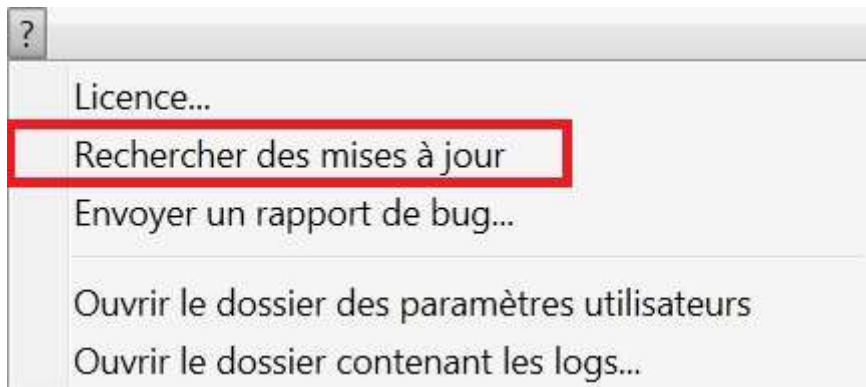 ?
Licence...
Rechercher des mises à jour
Envoyer un rapport de bug...
Ouvrir le dossier des paramètres utilisateurs
Ouvrir le dossier contenant les logs...